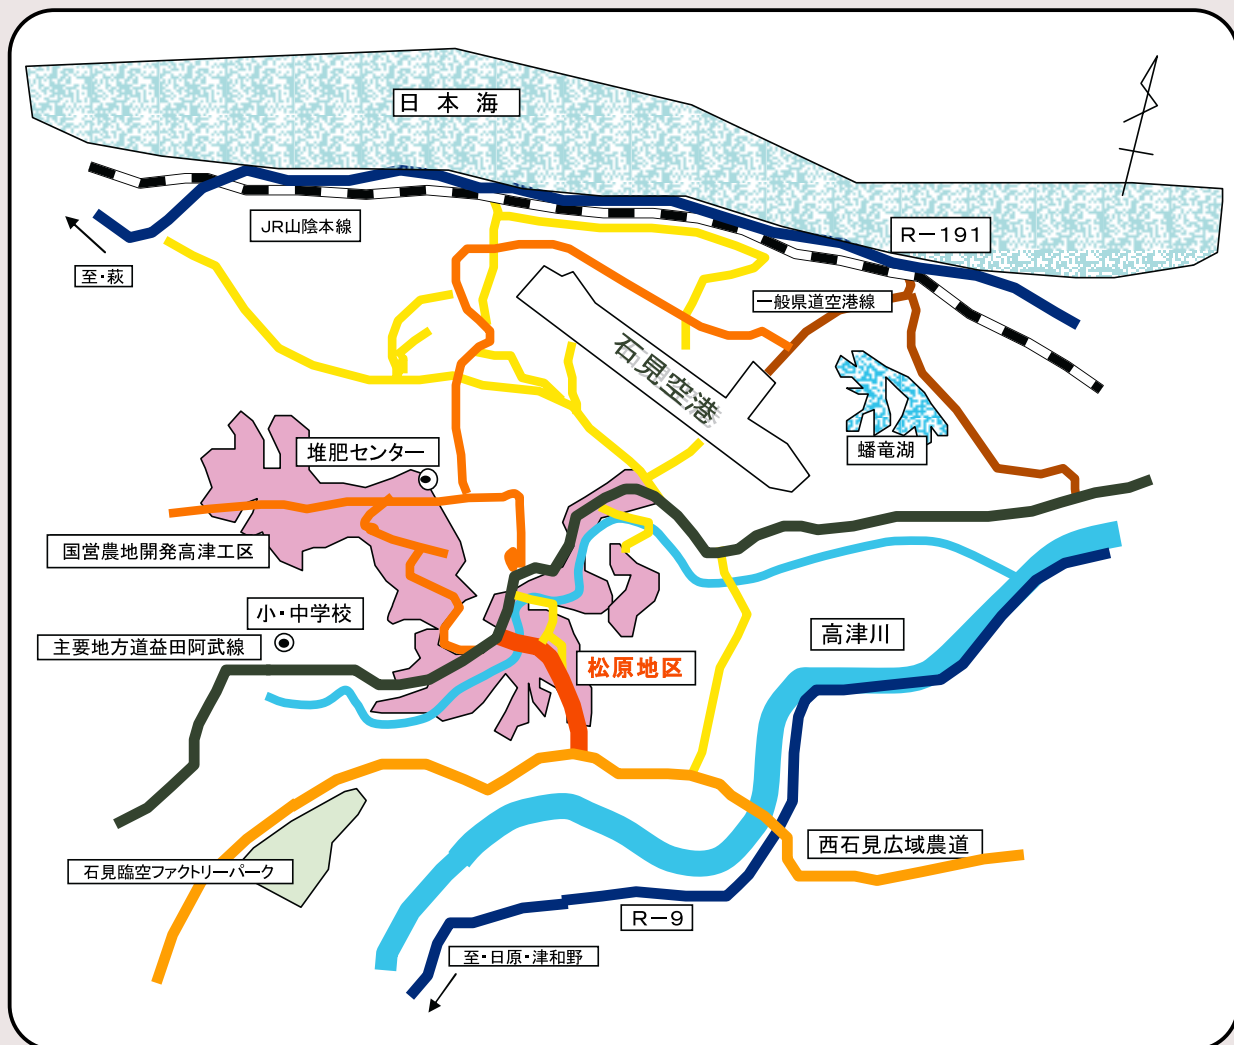 日 本 海
R-191
JR山陰本線
至・萩
一般県道空港線
石見空港
蟠竜湖
堆肥センター
国営農地開発高津工区
小・中学校
主要地方道益田阿武線
高津川
松原地区
西石見広域農道
石見臨空ファクトリーパーク
R-9
至・日原・津和野